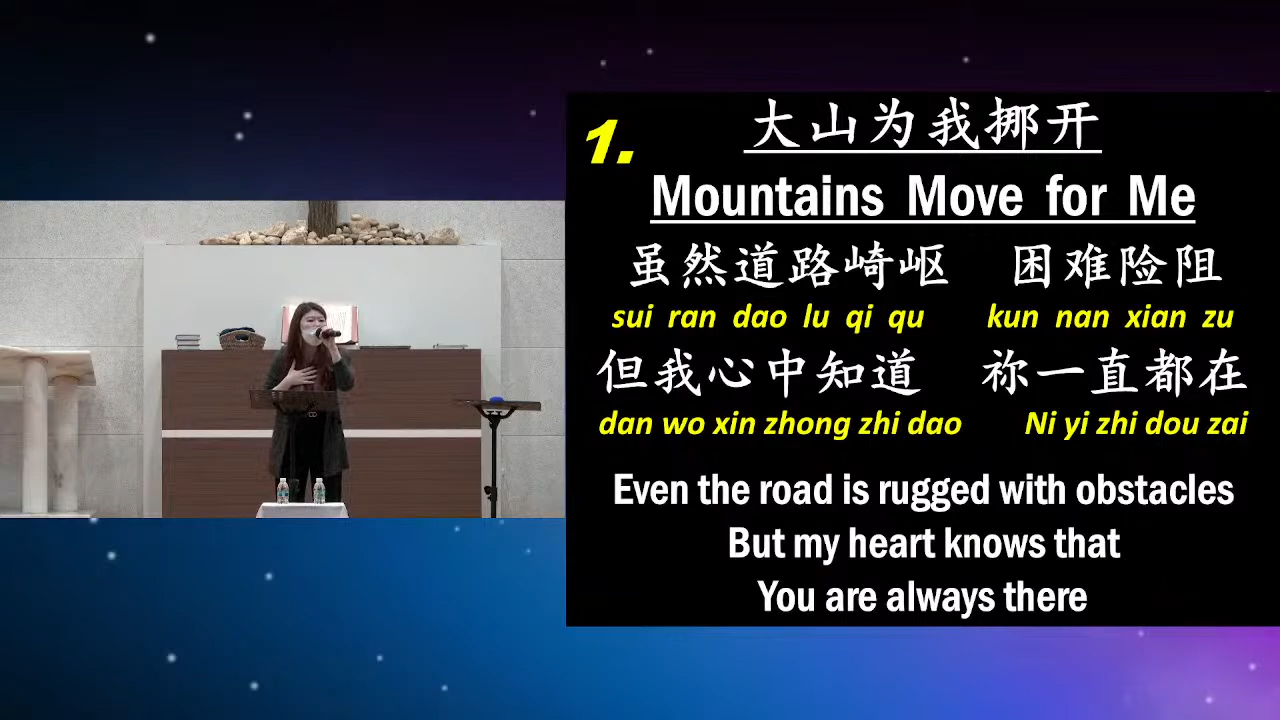 1.
大山为我挪开
Mountains Move for Me
虽然道路崎岖 困难险阻
sui ran dao lu qi qu kun nan xian zu
但我心中知道 祢一直都在
dan wo xin zhong zhi dao Ni yi zhi dou zai
Even the road is rugged with obstacles
But my heart knows that
You are always there